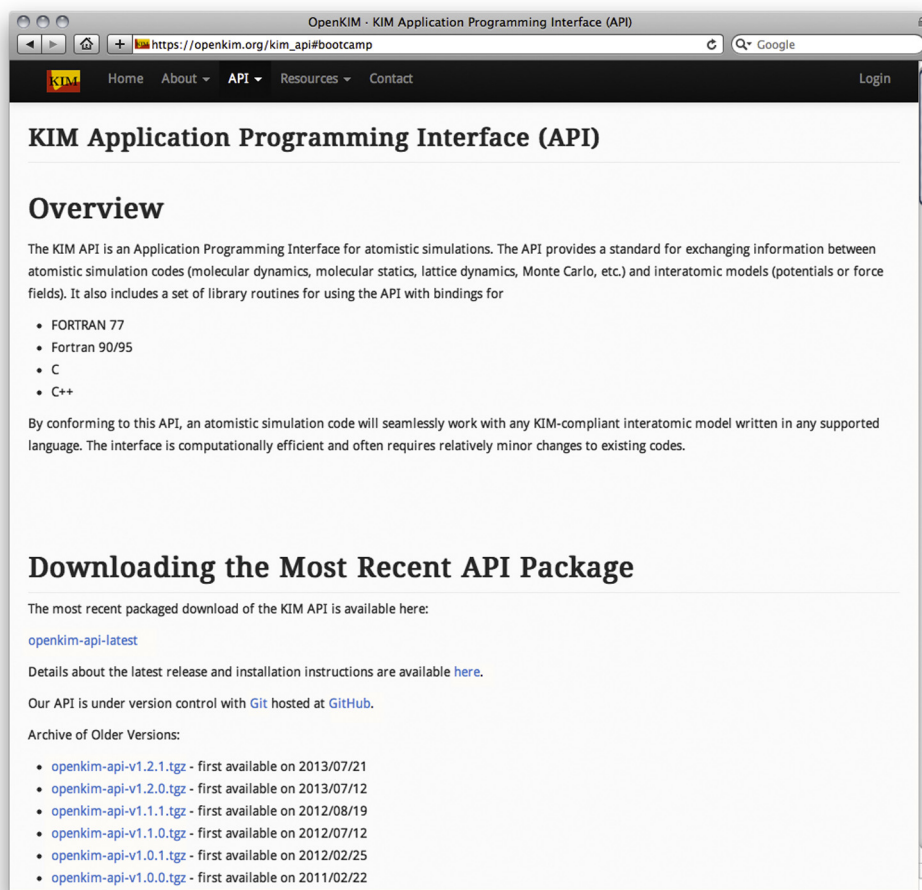 OpenKIM · KIM Application Programming Interface (API)
https://openkim.org/kim_api#bootcamp
Google
KIM Home About API Resources Contact Login
KIM Application Programming Interface (API)
Overview
The KIM API is an Application Programming Interface for atomistic simulations. The API provides a standard for exchanging information between
atomistic simulation codes (molecular dynamics, molecular statics, lattice dynamics, Monte Carlo, etc.) and interatomic models (potentials or force
fields). It also includes a set of library routines for using the API with bindings for
• FORTRAN 77
• Fortran 90/95
• C
• C++
By conforming to this API, an atomistic simulation code will seamlessly work with any KIM-compliant interatomic model written in any supported
language. The interface is computationally efficient and often requires relatively minor changes to existing codes.
Downloading the Most Recent API Package
The most recent packaged download of the KIM API is available here:
openkim-api-latest
Details about the latest release and installation instructions are available here.
Our API is under version control with Git hosted at GitHub.
Archive of Older Versions:
• openkim-api-v1.2.1.tgz - first available on 2013/07/21
• openkim-api-v1.2.0.tgz - first available on 2013/07/12
• openkim-api-v1.1.1.tgz - first available on 2012/08/19
• openkim-api-v1.1.0.tgz - first available on 2012/07/12
• openkim-api-v1.0.1.tgz - first available on 2012/02/25
• openkim-api-v1.0.0.tgz - first available on 2011/02/22